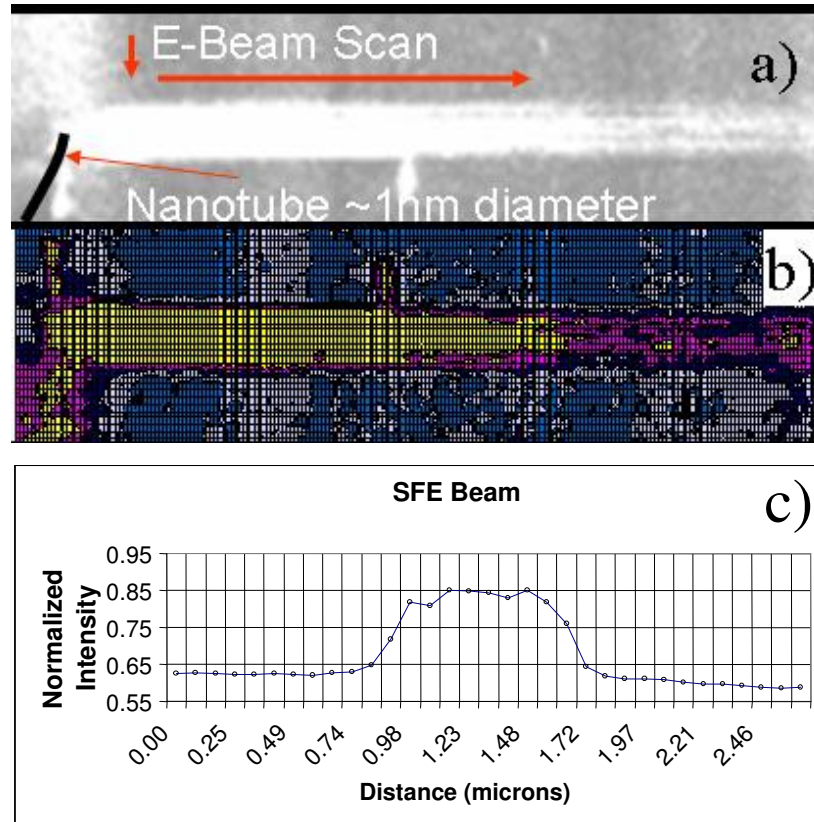 E-Beam Scan
a)
Nanotube ~1nm diameter
b)
SFE Beam
c)
Normalized
Intensity
0.95
0.85
0.75
0.65
0.55
0.00
0.25
0.49
0.74
0.98
1.23
1.48
1.72
1.97
2.21
2.46
Distance (microns)